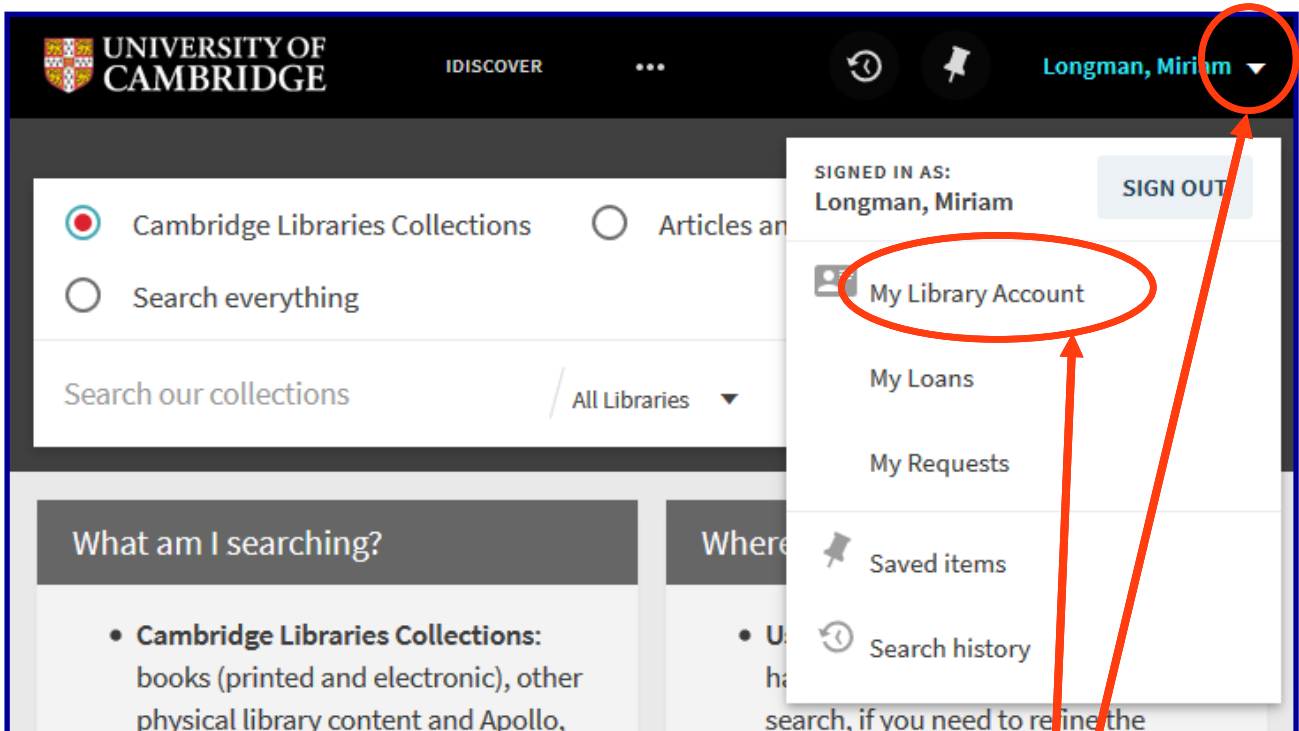 UNIVERSITY OF
CAMBRIDGE
IDISCOVER
Longman, Miriam
SIGNED IN AS:
Longman, Miriam
SIGN OUT
Cambridge Libraries Collections
Articles an
Search everything
My Library Account
My Loans
My Requests
Search our collections
All Libraries
Saved items
Search history
What am I searching?
Where
• Cambridge Libraries Collections:
books (printed and electronic), other
physical library content and Apollo,
search, if you need to refine the